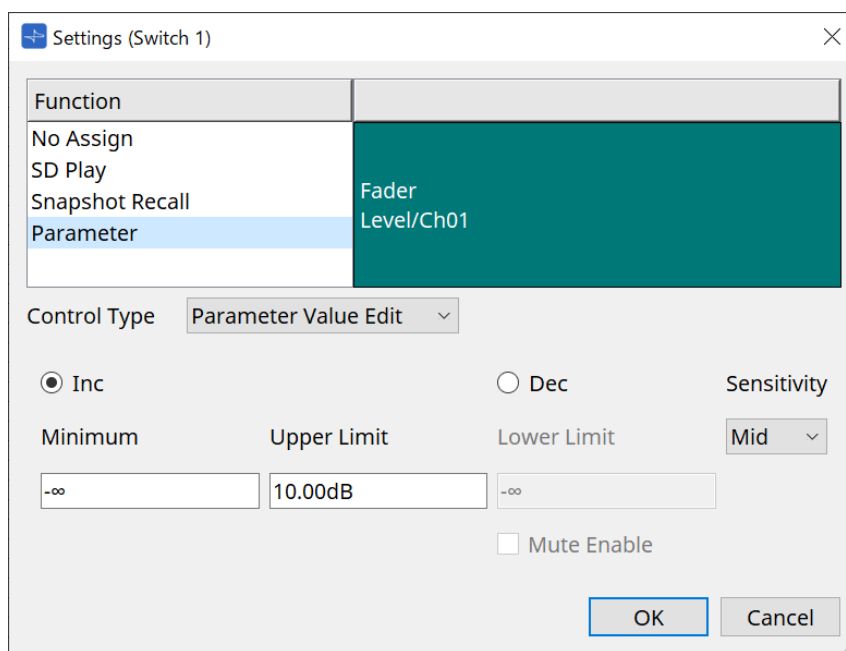 Settings (Switch 1)
Function
No Assign
SD Play
Snapshot Recall
Parameter
Fader
Level/Ch01
Control Type Parameter Value Edit
Inc Dec Sensitivity
Minimum Upper Limit Lower Limit Mid
-∞ 10.00dB -∞
Mute Enable
OK Cancel